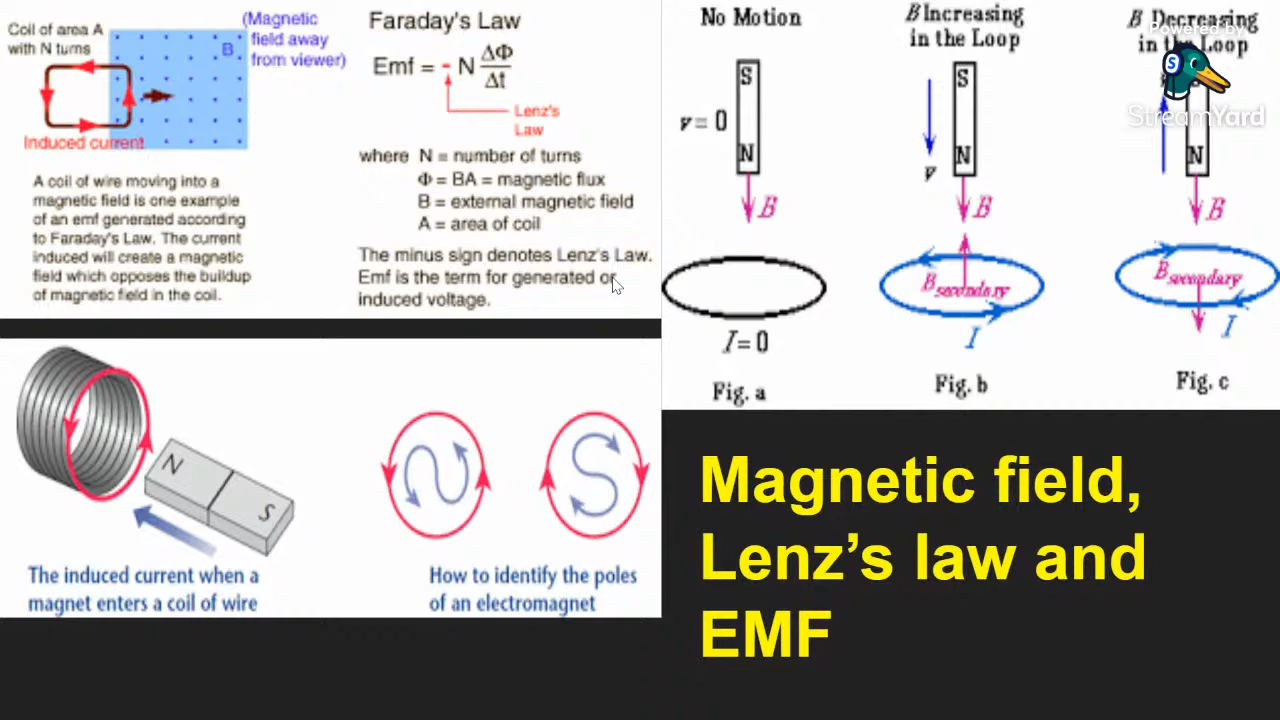 Coil of area A
with N turns
(Magnetic
field away
from viewer)
B
Induced current
A coil of wire moving into a
magnetic field is one example
of an emf generated according
to Faraday's Law. The current
induced will create a magnetic
field which opposes the buildup
of magnetic field in the coil.
Faraday's Law
Emf = - N ΔΦ
Δt
Lenz's
Law
where N = number of turns
Φ = BA = magnetic flux
B = external magnetic field
A = area of coil
The minus sign denotes Lenz's Law.
Emf is the term for generated or
induced voltage.
No Motion
S
v = 0
N
B
I = 0
Fig. a
B Increasing
in the Loop
S
N
v
B
B secondary
I
Fig. b
B Decreasing
in the Loop
N
B
B secondary
I
Fig. c
Powered by
S
StreamYard
N
S
The induced current when a
magnet enters a coil of wire
N
S
How to identify the poles
of an electromagnet
Magnetic field,
Lenz's law and
EMF